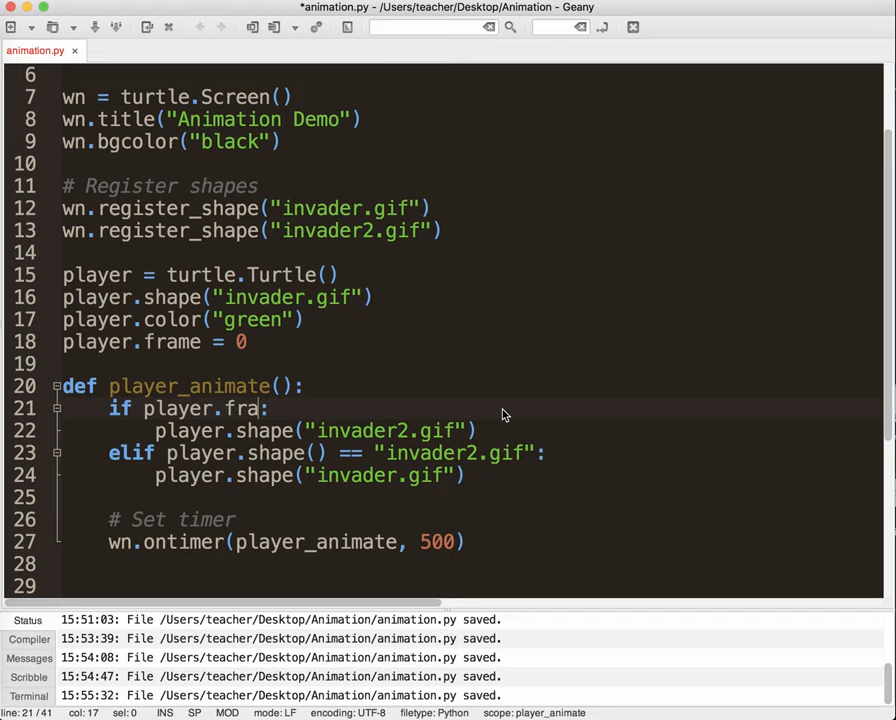 *animation.py - /Users/teacher/Desktop/Animation - Geany
animation.py ×
6
7 wn = turtle.Screen()
8 wn.title("Animation Demo")
9 wn.bgcolor("black")
10
11 # Register shapes
12 wn.register_shape("invader.gif")
13 wn.register_shape("invader2.gif")
14
15 player = turtle.Turtle()
16 player.shape("invader.gif")
17 player.color("green")
18 player.frame = 0
19
20 def player_animate():
21     if player.fra:
22         player.shape("invader2.gif")
23     elif player.shape() == "invader2.gif":
24         player.shape("invader.gif")
25
26     # Set timer
27     wn.ontimer(player_animate, 500)
28
29
Status 15:51:03: File /Users/teacher/Desktop/Animation/animation.py saved.
Compiler 15:53:39: File /Users/teacher/Desktop/Animation/animation.py saved.
Messages 15:54:08: File /Users/teacher/Desktop/Animation/animation.py saved.
Scribble 15:54:47: File /Users/teacher/Desktop/Animation/animation.py saved.
Terminal 15:55:32: File /Users/teacher/Desktop/Animation/animation.py saved.
line: 21 / 41 col: 17 sel: 0 INS SP MOD mode: LF encoding: UTF-8 filetype: Python scope: player_animate